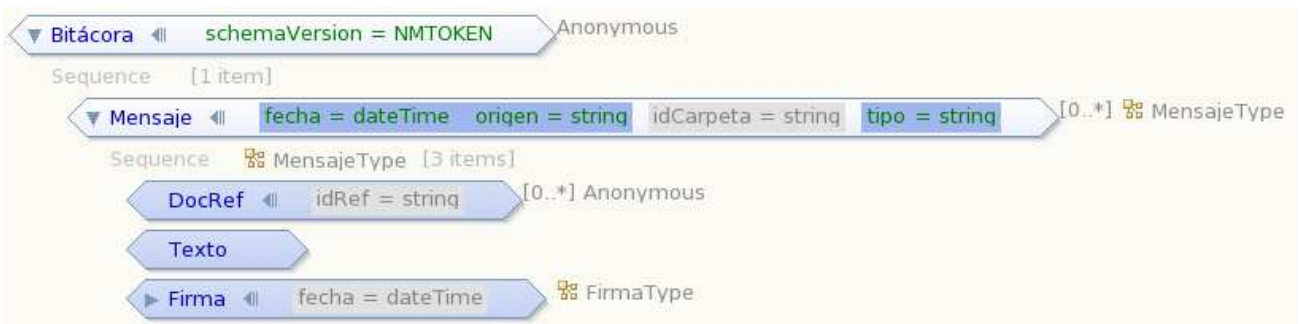 Bitácora schemaVersion = NMTOKEN Anonymous
Sequence [1 item]
Mensaje fecha = dateTime origen = string idCarpeta = string tipo = string [0..*] MensajeType
Sequence MensajeType [3 items]
DocRef idRef = string [0..*] Anonymous
Texto
Firma fecha = dateTime FirmaType